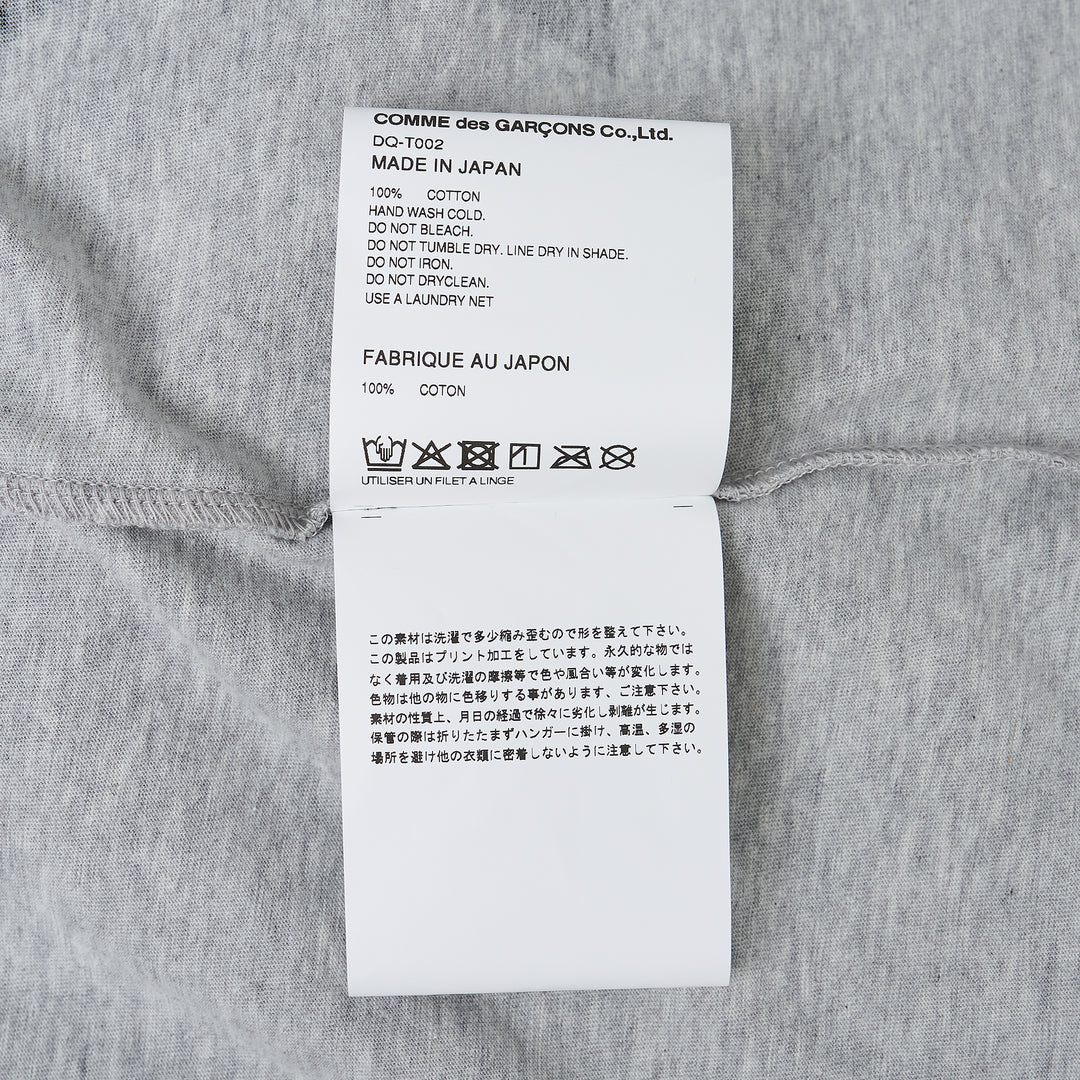 COMME des GARÇONS Co.,Ltd.
DQ-T002
MADE IN JAPAN
100% COTTON
HAND WASH COLD.
DO NOT BLEACH.
DO NOT TUMBLE DRY. LINE DRY IN SHADE.
DO NOT IRON.
DO NOT DRYCLEAN.
USE A LAUNDRY NET
FABRIQUE AU JAPON
100% COTON
UTILISER UN FILET A LINGE
この素材は洗濯で多少縮み歪むので形を整えて下さい。
この製品はプリント加工をしています。永久的な物では
なく着用及び洗濯の摩擦等で色や風合い等が変化します。
色物は他の物に色移りする事があります、ご注意下さい。
素材の性質上、月日の経過で徐々に劣化し剥離が生じます。
保管の際は折りたたまずハンガーに掛け、高温、多湿の
場所を避け他の衣類に密着しないように注意して下さい。